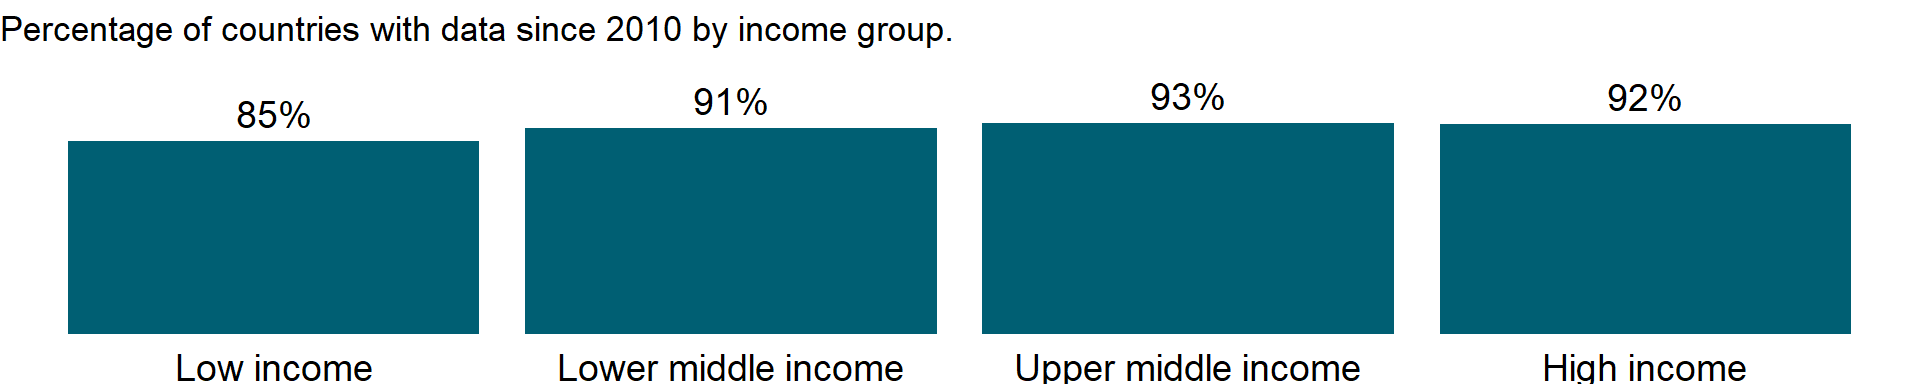 Percentage of countries with data since 2010 by income group.
85%
91%
93%
92%
Low income
Lower middle income
Upper middle income
High income